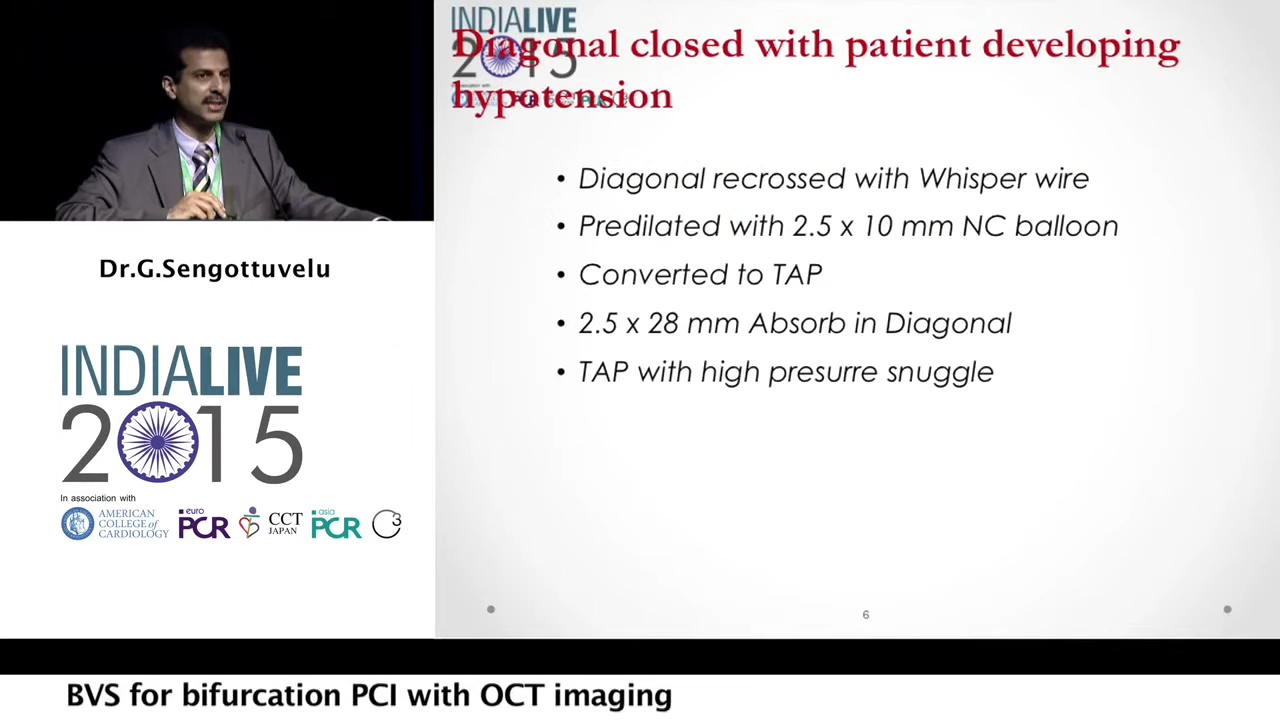 Dr.G.Sengottuvelu
INDIALIVE
2015
In association with
AMERICAN
COLLEGE of
CARDIOLOGY
euro
PCR
CCT
JAPAN
asia
PCR
3
INDIALIVE
2015
Diagonal closed with patient developing
hypotension
• Diagonal recrossed with Whisper wire
• Predilated with 2.5 x 10 mm NC balloon
• Converted to TAP
• 2.5 x 28 mm Absorb in Diagonal
• TAP with high presurre snuggle
6
BVS for bifurcation PCI with OCT imaging